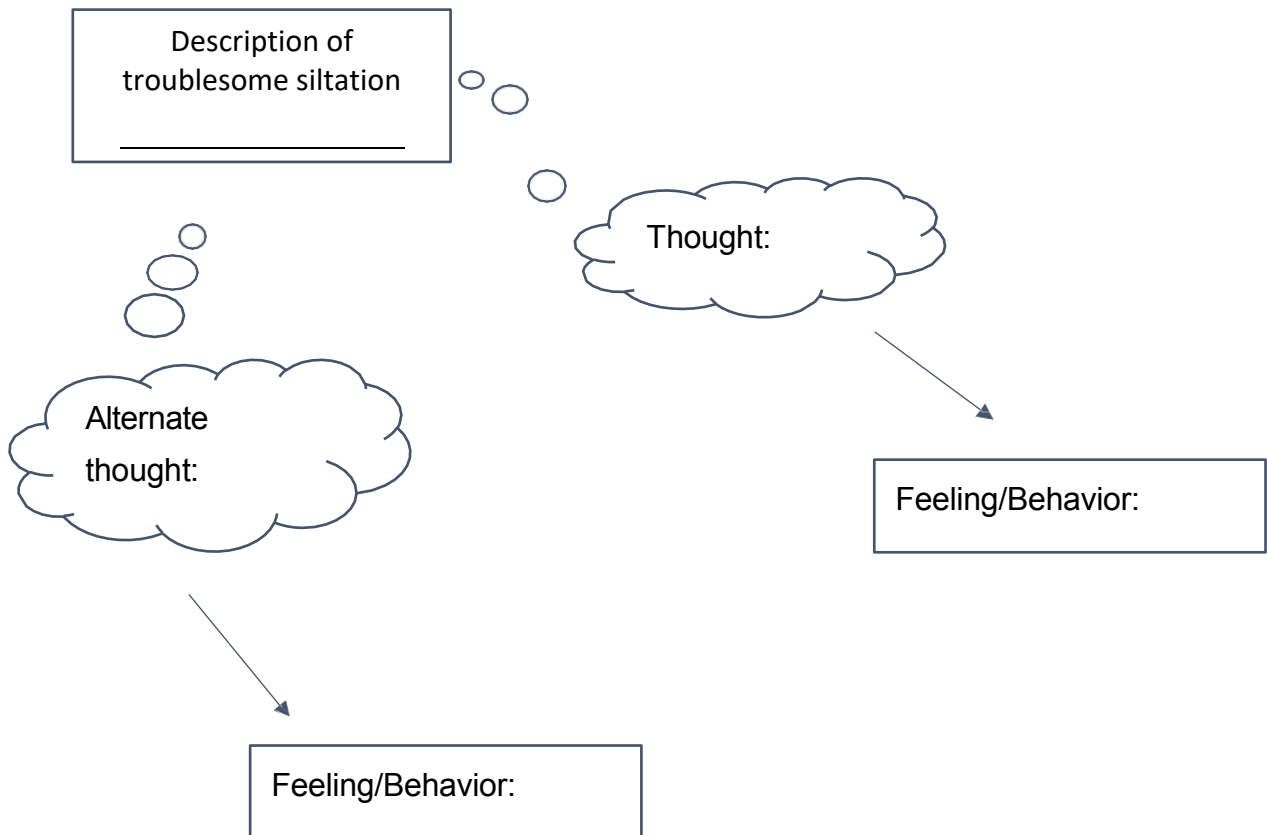 Description of
troublesome siltation
Thought:
Alternate
thought:
Feeling/Behavior:
Feeling/Behavior: